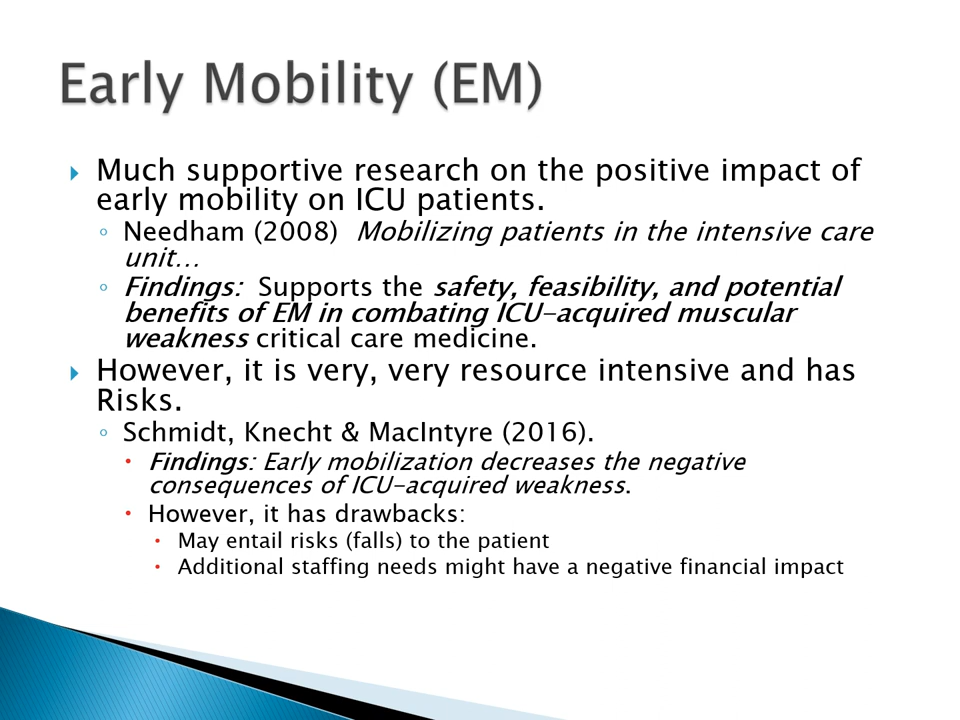 Early Mobility (EM)
Much supportive research on the positive impact of
early mobility on ICU patients.
Needham (2008)  Mobilizing patients in the intensive care
unit…
Findings:  Supports the safety, feasibility, and potential
benefits of EM in combating ICU-acquired muscular
weakness critical care medicine.
However, it is very, very resource intensive and has
Risks.
Schmidt, Knecht & MacIntyre (2016).
Findings: Early mobilization decreases the negative
consequences of ICU-acquired weakness.
However, it has drawbacks:
May entail risks (falls) to the patient
Additional staffing needs might have a negative financial impact